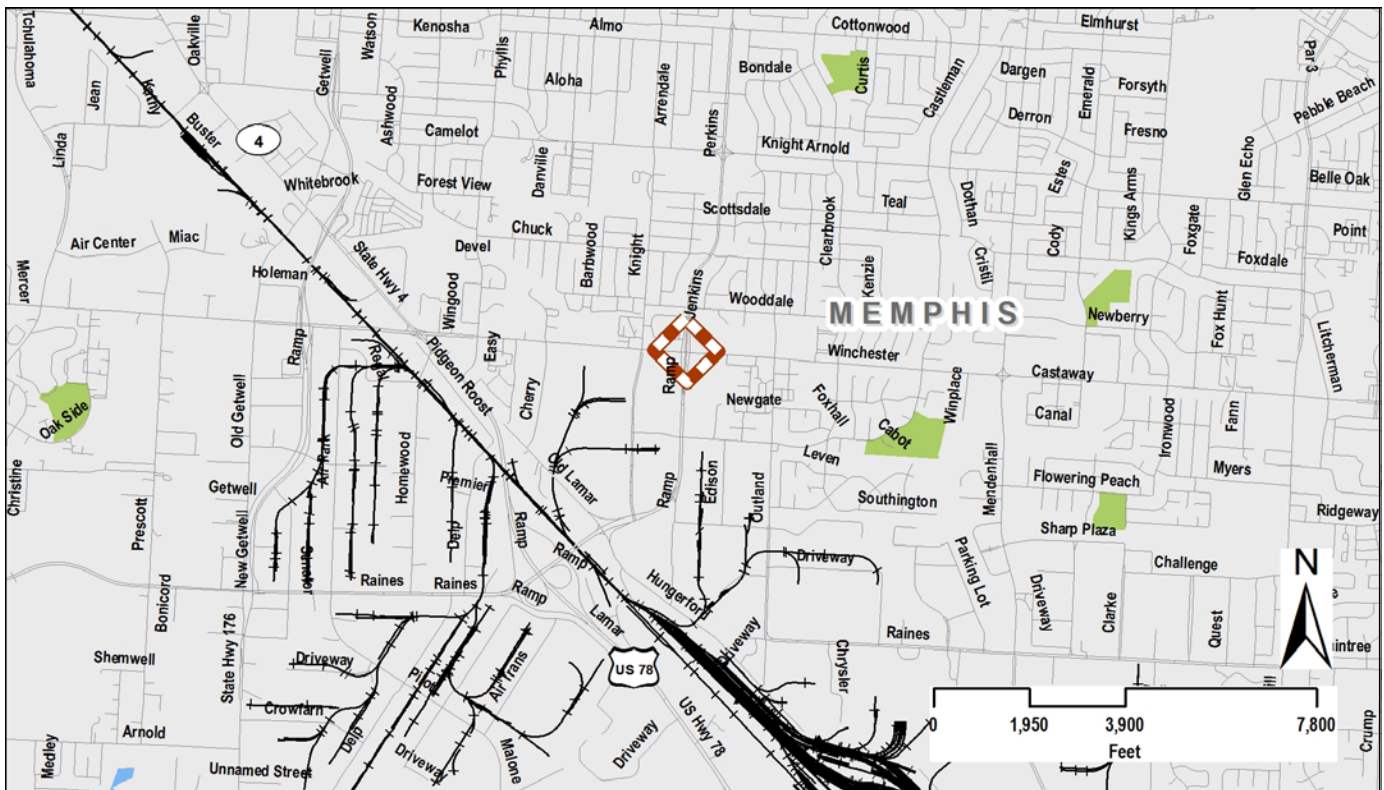 Tchulahoma
Oakville
Watson
Kenosha
Almo
Cottonwood
Elmhurst
Getwell
Phyllis
Par 3
Jean
Kathy
Aloha
Bondale
Curtis
Castleman
Dargen
Emerald
Forsyth
Pebble Beach
Ashwood
Arrendale
Perkins
Derron
Fresno
Buster
4
Camelot
Knight Arnold
Linda
Danville
Estes
Glen Echo
Belle Oak
Whitebrook
Forest View
Scottsdale
Teal
Dothan
Kings Arms
Foxgate
Air Center
Miac
State Hwy 4
Devel
Chuck
Barbwood
Knight
Clearbrook
Cristil
Cody
Point
Foxdale
Mercer
Holeman
Wingood
Jenkins
Wooddale
Kenzie
MEMPHIS
Newberry
Fox Hunt
Litcherman
Ramp
Regal
Pidgeon Roost
Easy
Ramp
Winchester
Castaway
Oak Side
Old Getwell
Cherry
Newgate
Foxhall
Cabot
Winplace
Canal
Ironwood
Fann
Air Park
Homewood
Leven
Myers
Christine
Getwell
Premier
Old Lamar
Ramp
Edison
Outland
Southington
Mendenhall
Flowering Peach
Ridgeway
Prescott
New Getwell
Delp
Ramp
Sharp Plaza
Raines
Raines
Ramp
Ramp
Hungerford
Driveway
Parking Lot
Challenge
N
Bonicord
Lamar
Driveway
Driveway
Clarke
Quest
Raines
Shemwell
State Hwy 176
Driveway
Air Trans
US 78
Chrysler
Crowfarn
US Hwy 78
0
1,950
3,900
7,800
Feet
Crump
Medley
Arnold
Delp
Driveway
Malone
Driveway
Unnamed Street